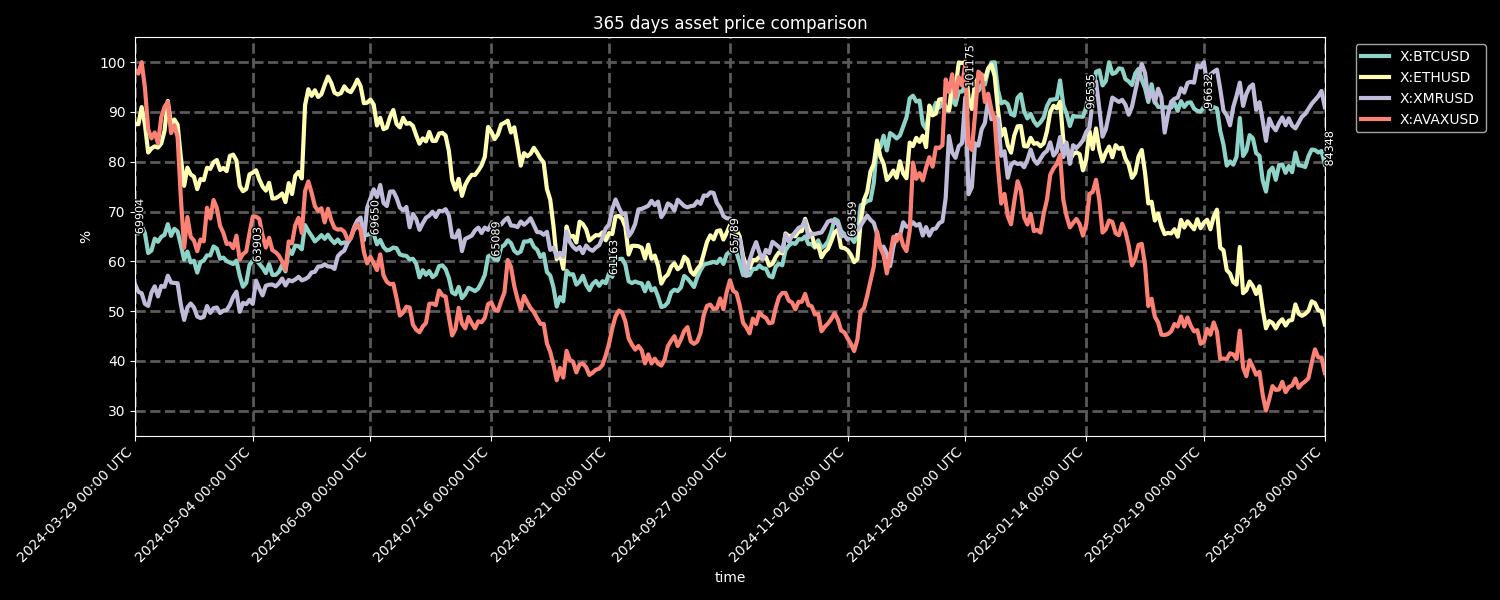 365 days asset price comparison
X:BTCUSD
X:ETHUSD
X:XMRUSD
X:AVAXUSD
%
100
90
80
70
60
50
40
30
69904
63903
69650
65089
61163
65789
69359
101175
96535
96632
84348
2024-03-29 00:00 UTC
2024-05-04 00:00 UTC
2024-06-09 00:00 UTC
2024-07-16 00:00 UTC
2024-08-21 00:00 UTC
2024-09-27 00:00 UTC
2024-11-02 00:00 UTC
2024-12-08 00:00 UTC
2025-01-14 00:00 UTC
2025-02-19 00:00 UTC
2025-03-28 00:00 UTC
time